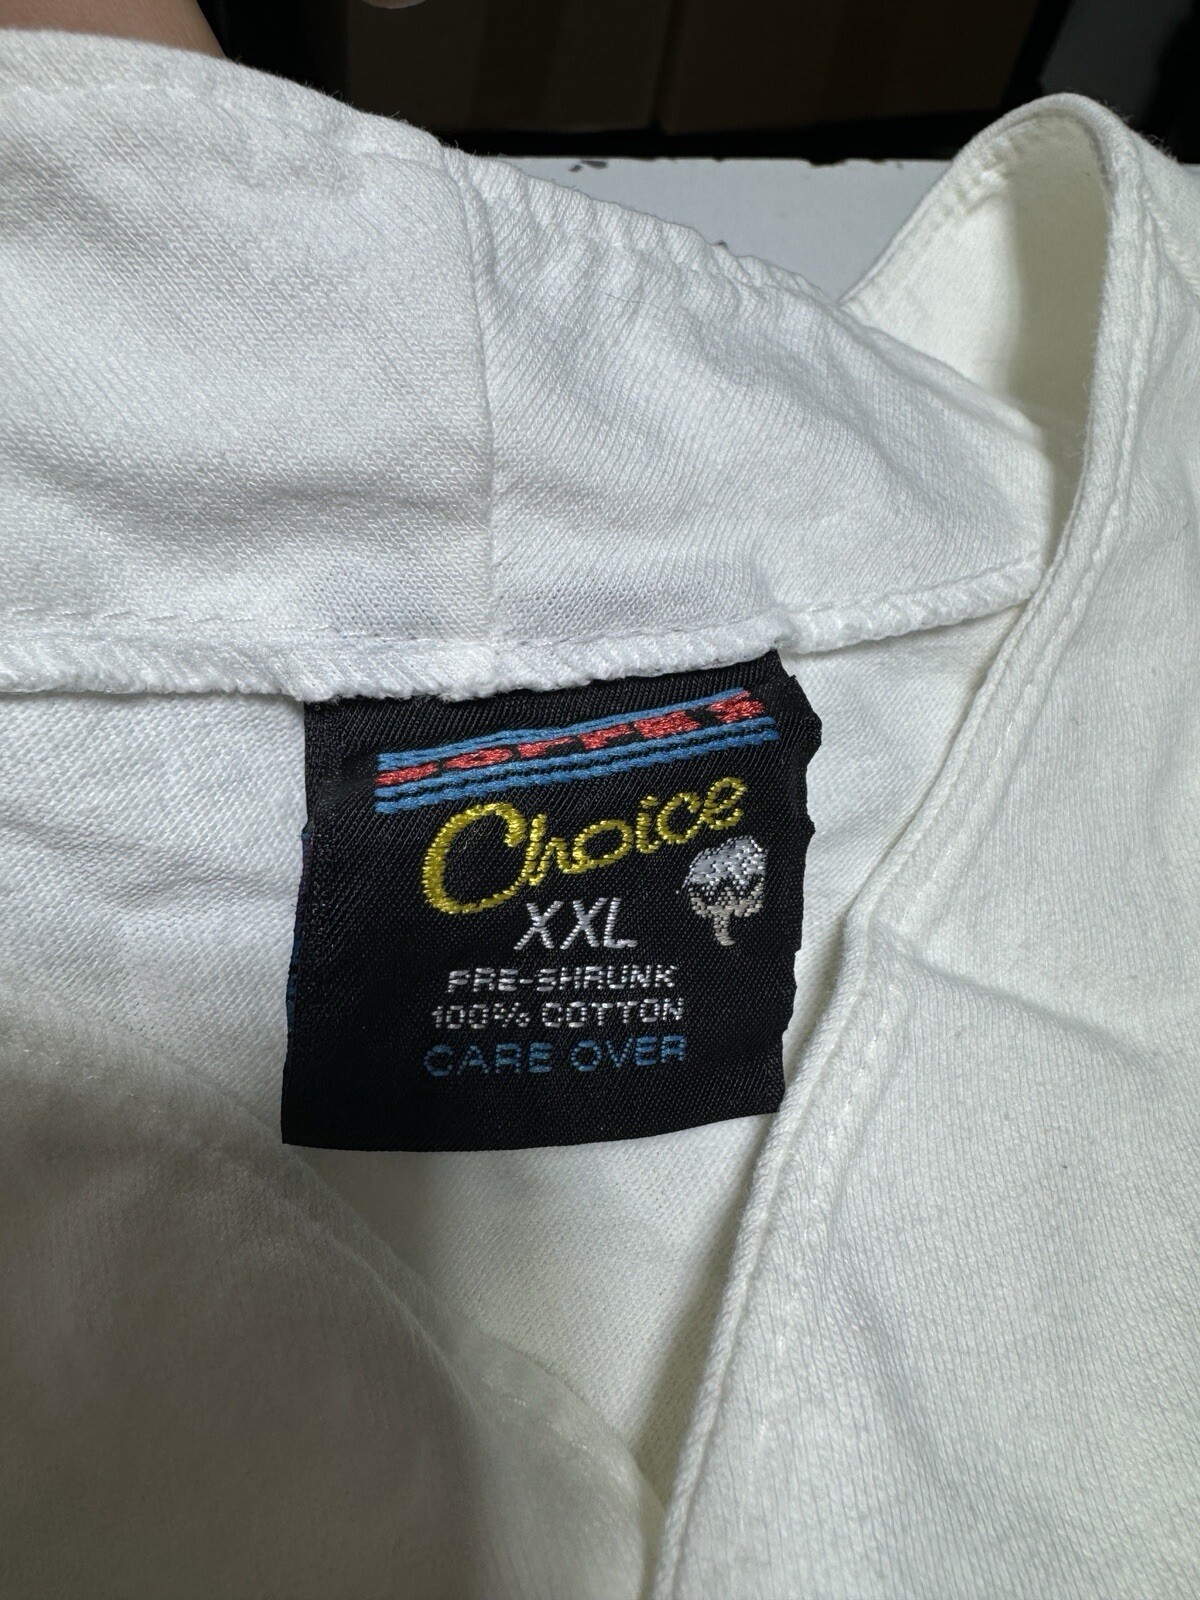 Choice
XXL
PRE-SHRUNK
100% COTTON
CARE OVER